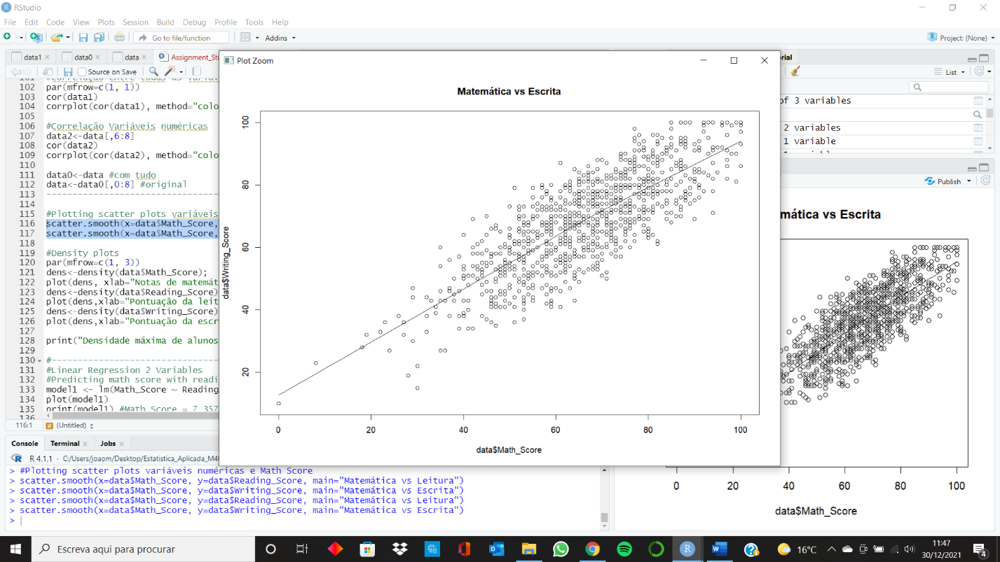 RStudio
File Edit Code View Plots Session Build Debug Profile Tools Help
Go to file/function
Addins
Project: (None)
data1
data0
data
Assignment_Stu
Source on Save
102 par(mfrow=c(1, 1))
103 cor(data1)
104 corrplot(cor(data1), method="colo
105
106 #Correlação Variáveis numéricas
107 data2<-data[,6:8]
108 cor(data2)
109 corrplot(cor(data2), method="colo
110
111 data0<-data #com tudo
112 data<-data0[,0:8] #original
113 ----------------------------------
114
115 #Plotting scatter plots variáveis
116 scatter.smooth(x=data$Math_Score,
117 scatter.smooth(x=data$Math_Score,
118
119 #Density plots
120 par(mfrow=c(1, 3))
121 dens<-density(data$Math_Score);
122 plot(dens, xlab="Notas de matemát
123 dens<-density(data$Reading_Score)
124 plot(dens,xlab="Pontuação da leit
125 dens<-density(data$Writing_Score)
126 plot(dens,xlab="Pontuação da escr
127
128 print("Densidade máxima de alunos
129
130 #---------------------------------
131 #Linear Regression 2 Variables
132 #Predicting math score with readi
133 model1 <- lm(Math_Score ~ Reading
134 plot(model1)
135 print(model1) #Math Score = 7.357
136
116:1 (Untitled)
Plot Zoom
Matemática vs Escrita
data$Writing_Score
100
80
60
40
20
0 20 40 60 80 100
data$Math_Score
List
of 3 variables
2 variables
1 variable
Publish
mática vs Escrita
0 20 40 60 80 100
data$Math_Score
Console Terminal Jobs
R 4.1.1 · C:/Users/joaom/Desktop/Estatistica_Aplicada_M40
> #Plotting scatter plots variáveis numéricas e Math Score
> scatter.smooth(x=data$Math_Score, y=data$Reading_Score, main="Matemática vs Leitura")
> scatter.smooth(x=data$Math_Score, y=data$Writing_Score, main="Matemática vs Escrita")
> scatter.smooth(x=data$Math_Score, y=data$Reading_Score, main="Matemática vs Leitura")
> scatter.smooth(x=data$Math_Score, y=data$Writing_Score, main="Matemática vs Escrita")
>
Escreva aqui para procurar
16°C
11:47
30/12/2021
4